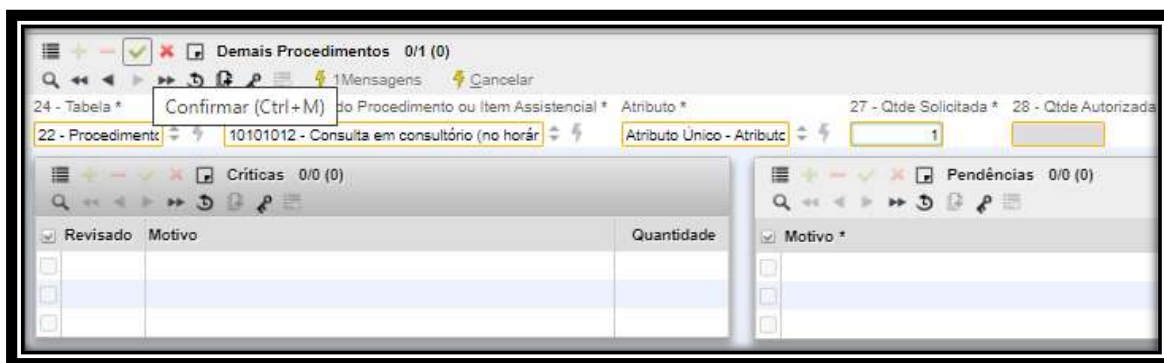 Demais Procedimentos 0/1 (0)
1Mensagens Cancelar
24 - Tabela * Confirmar (Ctrl+M) do Procedimento ou Item Assistencial * Atributo * 27 - Qtde Solicitada * 28 - Qtde Autorizada
22 - Procedimento 10101012 - Consulta em consultório (no horár Atributo Único - Atributo 1
Críticas 0/0 (0) Pendências 0/0 (0)
Revisado Motivo Quantidade Motivo *